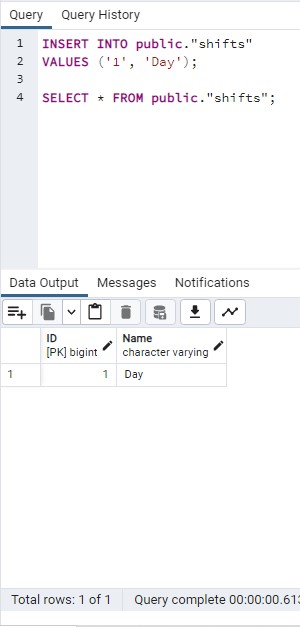 Query Query History
1 INSERT INTO public."shifts"
2 VALUES ('1', 'Day');
3
4 SELECT * FROM public."shifts";
Data Output Messages Notifications
ID Name
[PK] bigint character varying
1 1 Day
Total rows: 1 of 1 Query complete 00:00:00.613